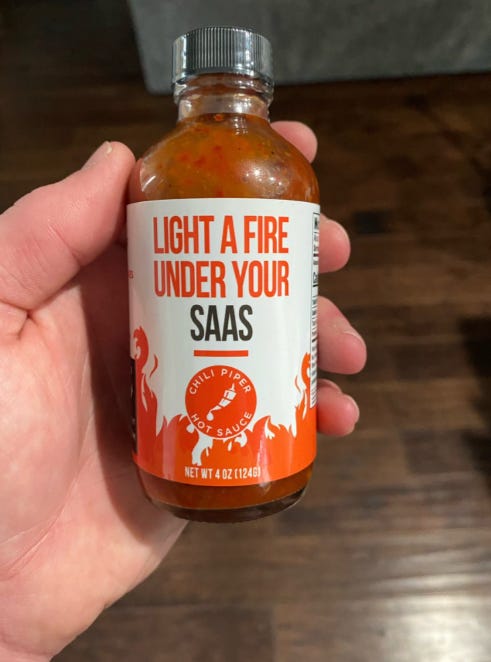 LIGHT A FIRE
UNDER YOUR
SAAS
CHILI PIPER
HOT SAUCE
NET WT 4 OZ (124G)